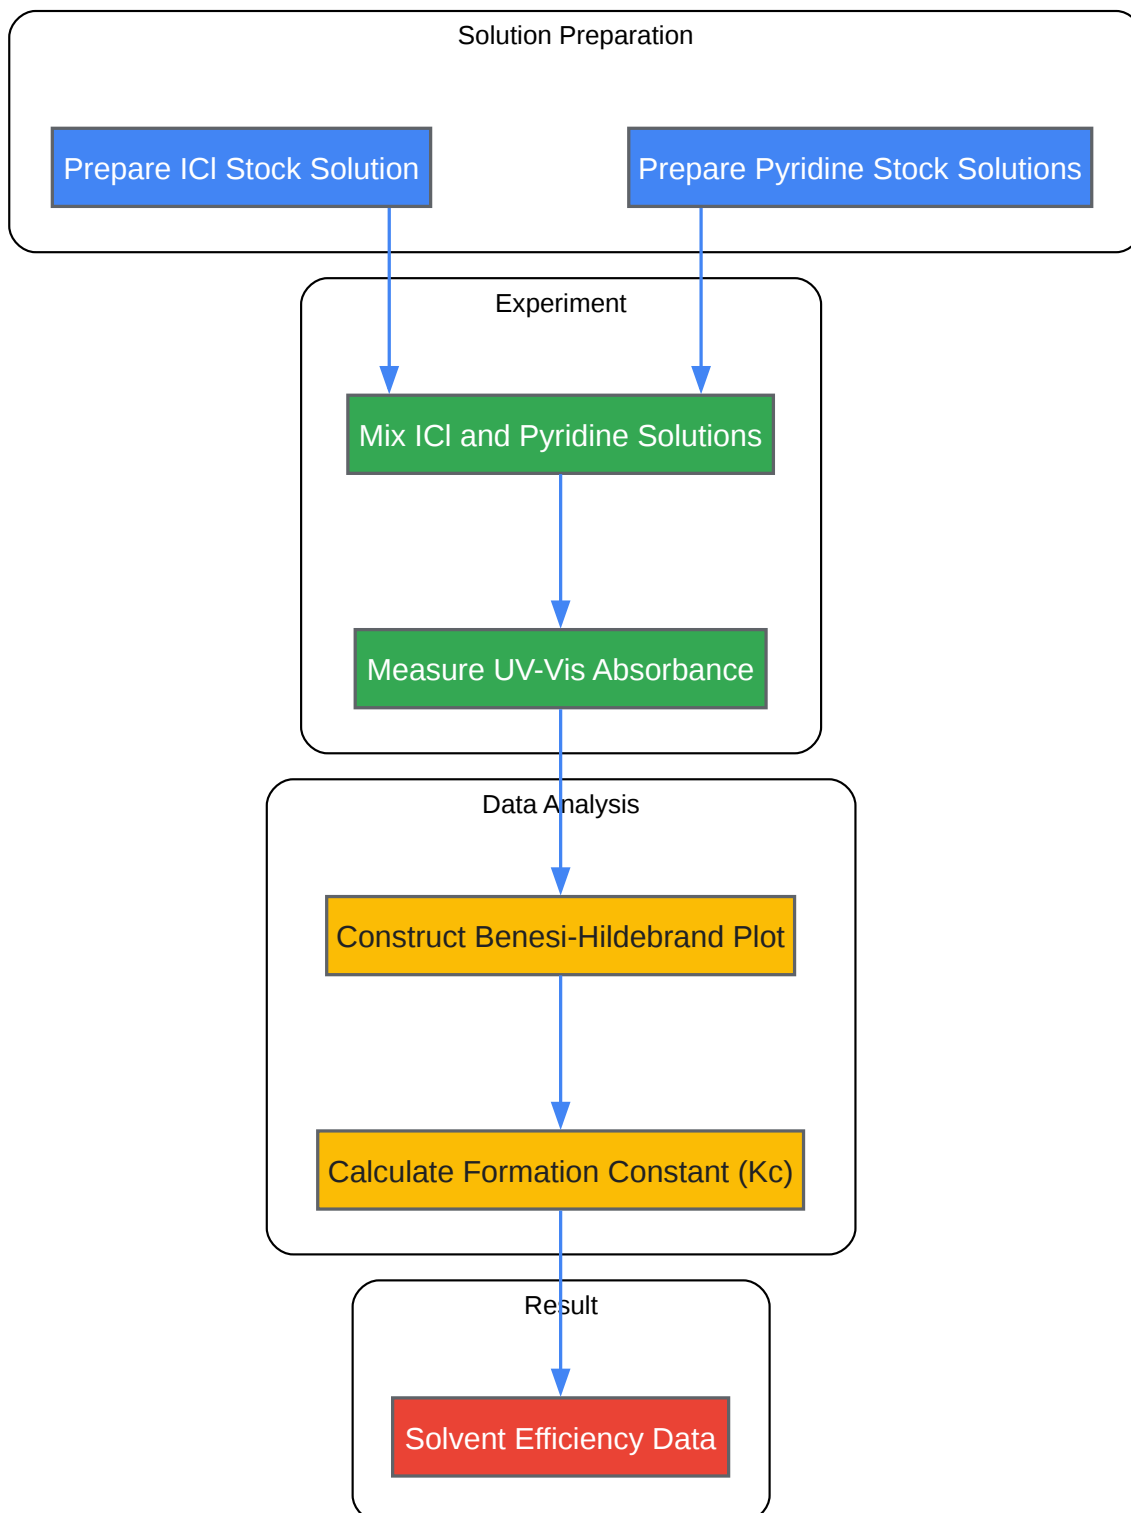 Solution Preparation
Prepare ICl Stock Solution
Prepare Pyridine Stock Solutions
Experiment
Mix ICl and Pyridine Solutions
Measure UV-Vis Absorbance
Data Analysis
Construct Benesi-Hildebrand Plot
Calculate Formation Constant (Kc)
Result
Solvent Efficiency Data